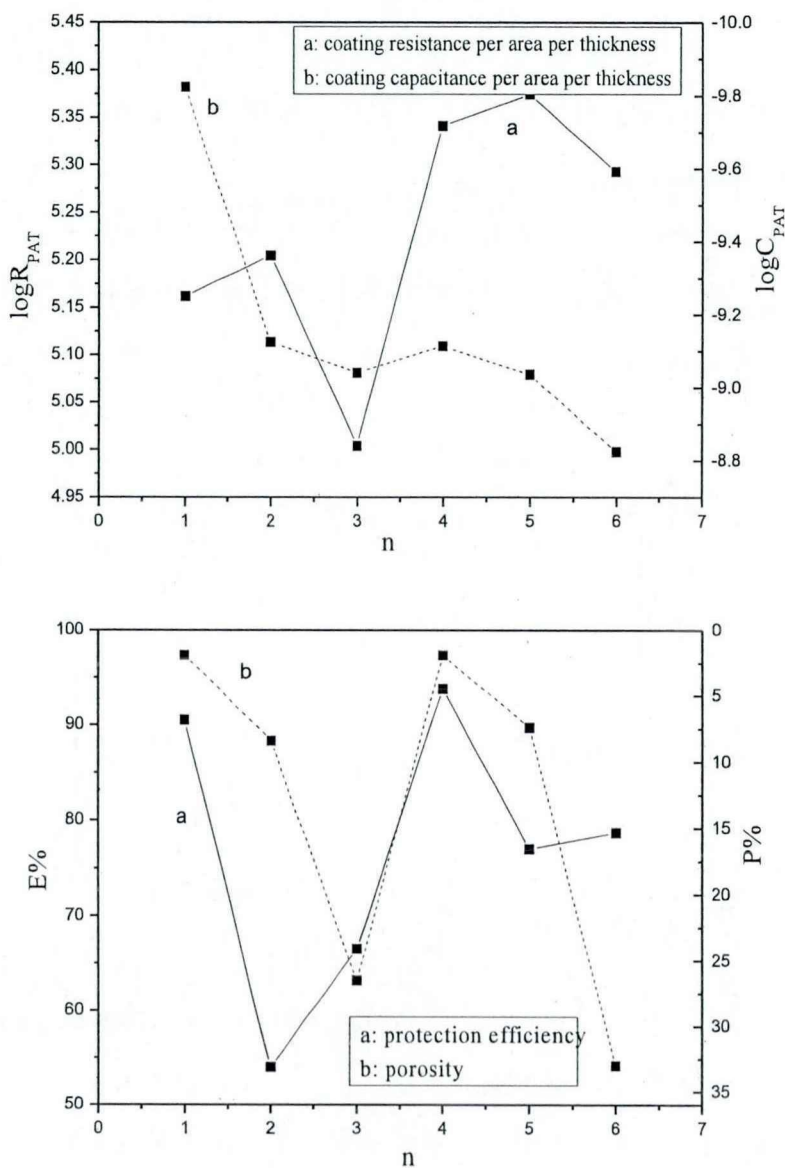 5.45
5.40
5.35
5.30
5.25
5.20
5.15
5.10
5.05
5.00
4.95
logR_PAT
-10.0
-9.8
-9.6
-9.4
-9.2
-9.0
-8.8
logC_PAT
a: coating resistance per area per thickness
b: coating capacitance per area per thickness
b
a
0 1 2 3 4 5 6 7
n
100
90
80
70
60
50
E%
0
5
10
15
20
25
30
35
P%
b
a
a: protection efficiency
b: porosity
0 1 2 3 4 5 6 7
n